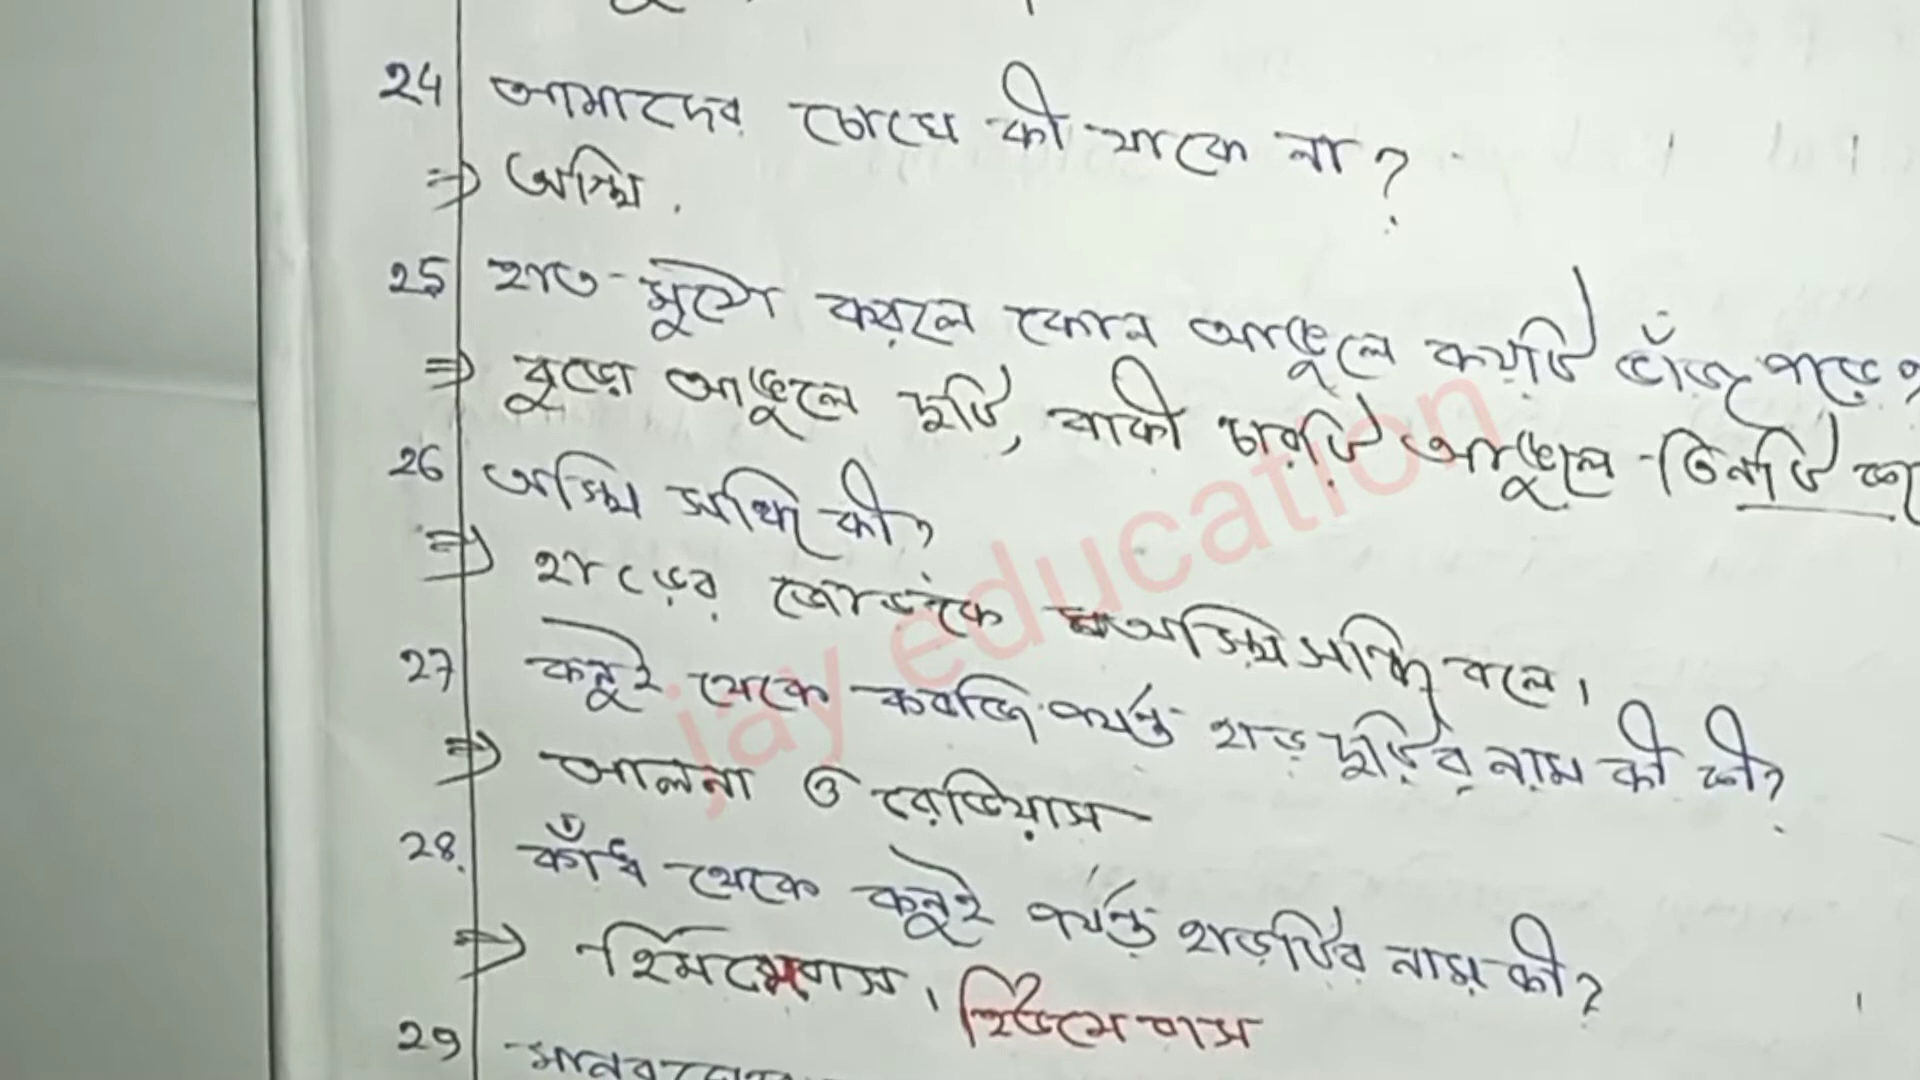 24 আমাদের চোখে কী থাকে না?
⇒ অস্থি.
25 হাত মুঠো করলে কোন আঙুলে কয়টি ভাঁজ পড়ে?
⇒ বুড়ো আঙুলে দুটি, বাকী চারটি আঙুলে তিনটি
26 অস্থি সন্ধি কী?
⇒ হাড়ের জোড়কে অস্থিসন্ধি বলে।
27 কনুই থেকে কবজি পর্যন্ত হাড় দুটির নাম কী কী?
⇒ আলনা ও রেডিয়াস
28. কাঁধ থেকে কনুই পর্যন্ত হাড়টির নাম কী?
⇒ হিমেরাস। হিউমেরাস
29
jay education